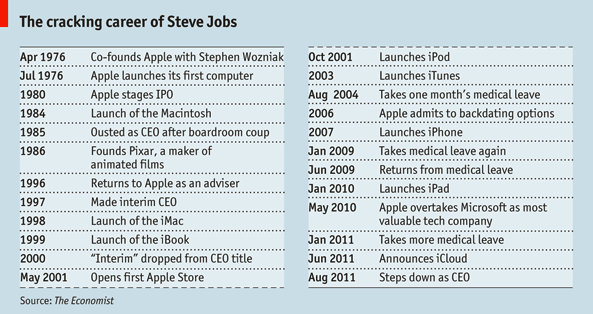 The cracking career of Steve Jobs
Apr 1976 Co-founds Apple with Stephen Wozniak
Jul 1976 Apple launches its first computer
1980 Apple stages IPO
1984 Launch of the Macintosh
1985 Ousted as CEO after boardroom coup
1986 Founds Pixar, a maker of
animated films
1996 Returns to Apple as an adviser
1997 Made interim CEO
1998 Launch of the iMac
1999 Launch of the iBook
2000 “Interim” dropped from CEO title
May 2001 Opens first Apple Store
Oct 2001 Launches iPod
2003 Launches iTunes
Aug 2004 Takes one month's medical leave
2006 Apple admits to backdating options
2007 Launches iPhone
Jan 2009 Takes medical leave again
Jun 2009 Returns from medical leave
Jan 2010 Launches iPad
May 2010 Apple overtakes Microsoft as most
valuable tech company
Jan 2011 Takes more medical leave
Jun 2011 Announces iCloud
Aug 2011 Steps down as CEO
Source: The Economist